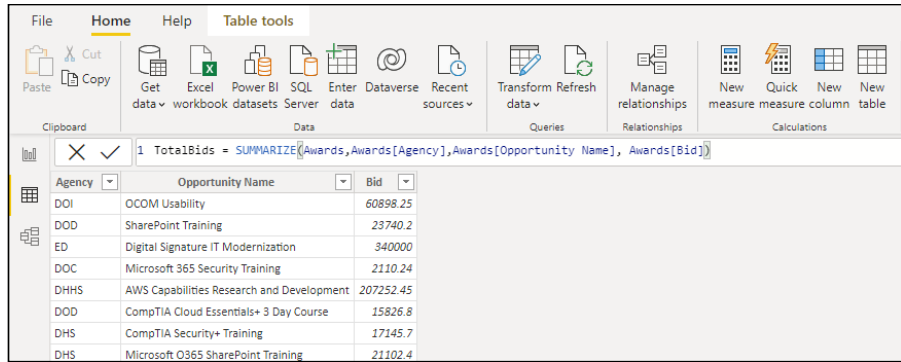 File Home Help Table tools
Paste
Cut
Copy
Get data
Excel workbook
Power BI datasets
SQL Server
Enter data
Dataverse
Recent sources
Transform data
Refresh
Manage relationships
New measure
Quick measure
New column
New table
Clipboard Data Queries Relationships Calculations
1 TotalBids = SUMMARIZE(Awards,Awards[Agency],Awards[Opportunity Name], Awards[Bid])
Agency Opportunity Name Bid
DOI OCOM Usability 60898.25
DOD SharePoint Training 23740.2
ED Digital Signature IT Modernization 340000
DOC Microsoft 365 Security Training 2110.24
DHHS AWS Capabilities Research and Development 207252.45
DOD CompTIA Cloud Essentials+ 3 Day Course 15826.8
DHS CompTIA Security+ Training 17145.7
DHS Microsoft O365 SharePoint Training 21102.4